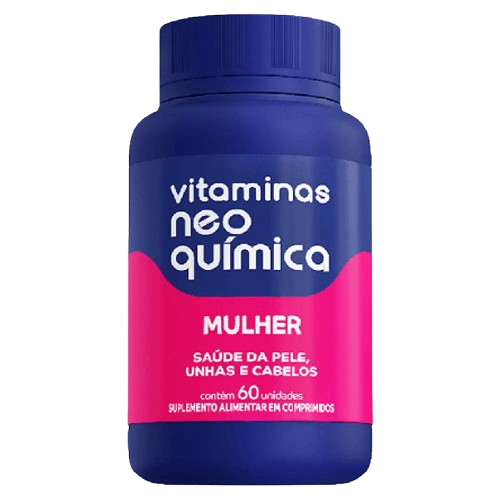 vitaminas
neo
química
MULHER
SAÚDE DA PELE,
UNHAS E CABELOS
contém 60 unidades
SUPLEMENTO ALIMENTAR EM COMPRIMIDOS